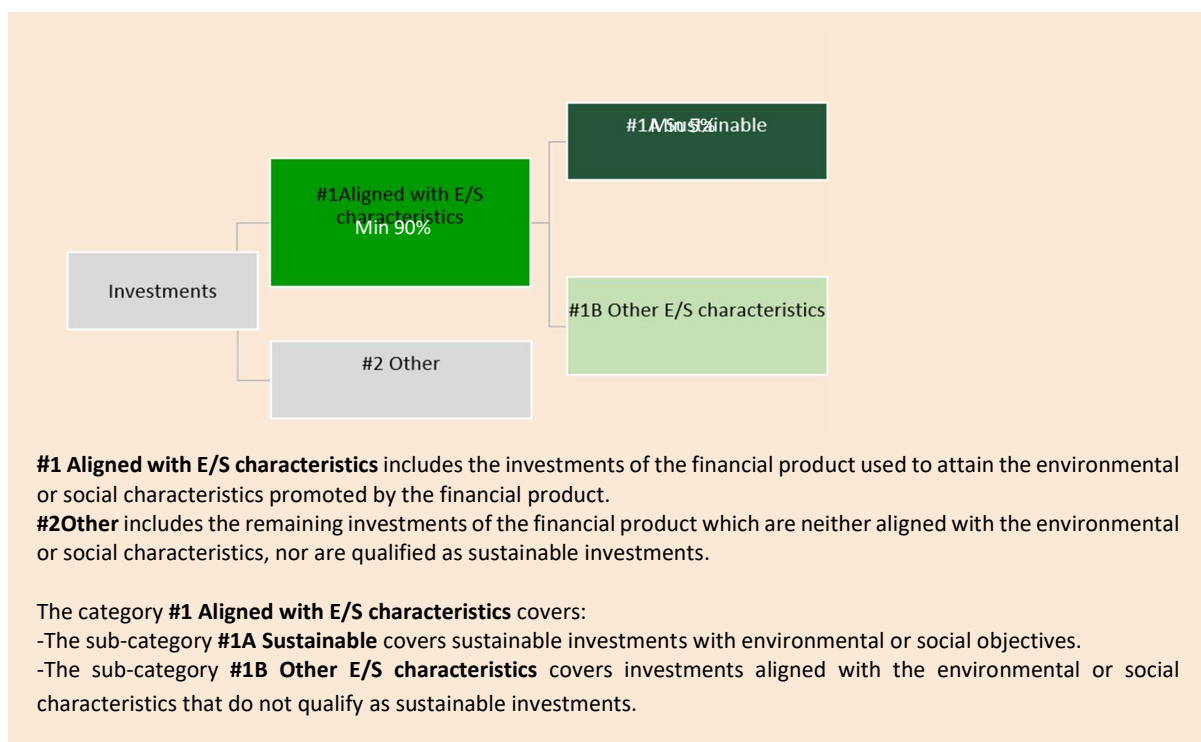 #1A Sustainable
Min 5%
#1Aligned with E/S
characteristics
Min 90%
Investments
#1B Other E/S characteristics
#2 Other
#1 Aligned with E/S characteristics includes the investments of the financial product used to attain the environmental
or social characteristics promoted by the financial product.
#2Other includes the remaining investments of the financial product which are neither aligned with the environmental
or social characteristics, nor are qualified as sustainable investments.
The category #1 Aligned with E/S characteristics covers:
-The sub-category #1A Sustainable covers sustainable investments with environmental or social objectives.
-The sub-category #1B Other E/S characteristics covers investments aligned with the environmental or social
characteristics that do not qualify as sustainable investments.